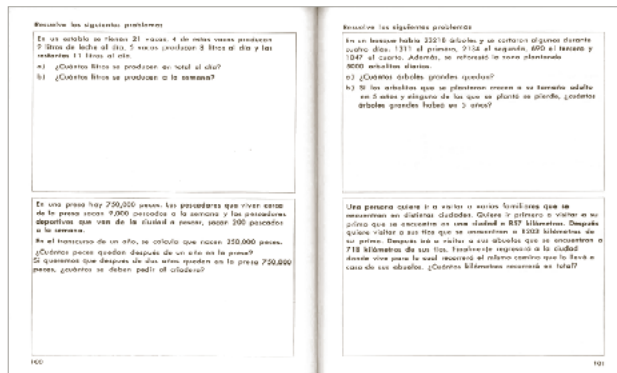 Resuelve los siguientes problemas
En un establo se tienen 21 vacas. 4 de estas vacas producen
9 litros de leche al día, 5 vacas producen 8 litros al día y las
restantes 11 litros al día.
a) ¿Cuántos litros se producen en total al día?
b) ¿Cuántos litros se producen a la semana?
En una presa hay 750,000 peces. Los pescadores que viven cerca
de la presa sacan 9,000 pescados a la semana y los pescadores
deportivos que van de la ciudad a pescar, sacan 200 pescados
a la semana.
En el transcurso de un año, se calcula que nacen 250,000 peces.
¿Cuántos peces quedan después de un año en la presa?
Si queremos que después de dos años queden en la presa 750,000
peces, ¿cuántos se deben pedir al criadero?
100
Resuelve los siguientes problemas
En un bosque había 23218 árboles y se cortaron algunos durante
cuatro días: 1311 el primero, 2134 el segundo, 690 el tercero y
1047 el cuarto. Además, se reforestó la zona plantando
5000 arbolitos diarios.
a) ¿Cuántos árboles grandes quedan?
b) Si los arbolitos que se plantaron crecen a su tamaño adulto
en 5 años y ninguno de los que se plantó se pierde, ¿cuántos
árboles grandes habrá en 5 años?
Una persona quiere ir a visitar a varios familiares que se
encuentran en distintas ciudades. Quiere ir primero a visitar a su
primo que se encuentra en una ciudad a 857 kilómetros. Después
quiere visitar a sus tíos que se encuentran a 1203 kilómetros de
su primo. Después irá a visitar a sus abuelos que se encuentran a
718 kilómetros de sus tíos. Finalmente regresará a la ciudad
donde vive para lo cual recorrerá el mismo camino que lo llevó a
casa de sus abuelos. ¿Cuántos kilómetros recorrerá en total?
101